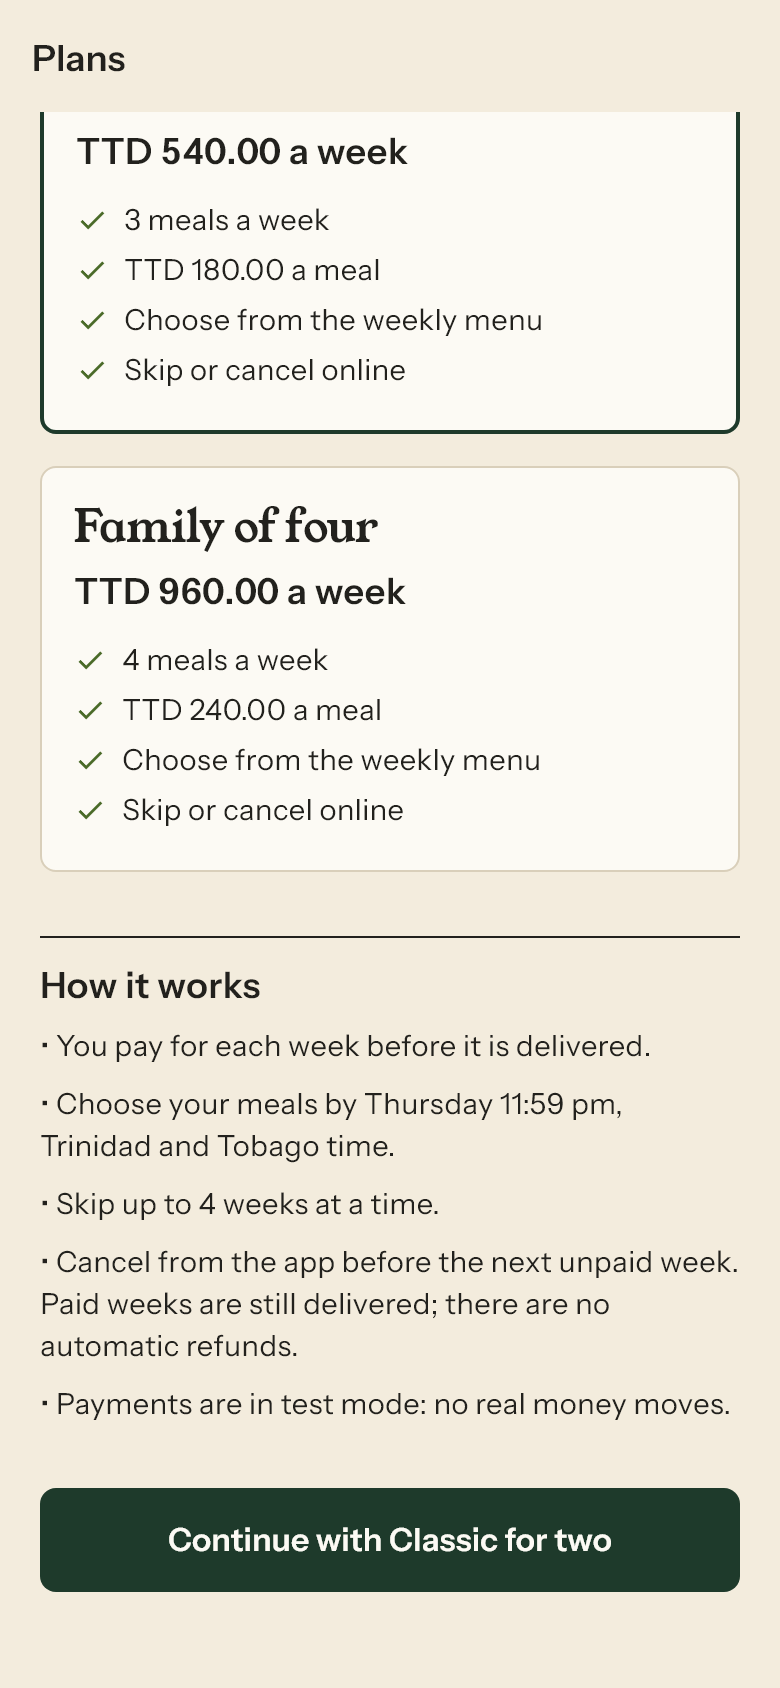 Plans
TTD 540.00 a week
3 meals a week
TTD 180.00 a meal
Choose from the weekly menu
Skip or cancel online
Family of four
TTD 960.00 a week
4 meals a week
TTD 240.00 a meal
Choose from the weekly menu
Skip or cancel online
How it works
· You pay for each week before it is delivered.
· Choose your meals by Thursday 11:59 pm,
Trinidad and Tobago time.
· Skip up to 4 weeks at a time.
· Cancel from the app before the next unpaid week.
Paid weeks are still delivered; there are no
automatic refunds.
· Payments are in test mode: no real money moves.
Continue with Classic for two